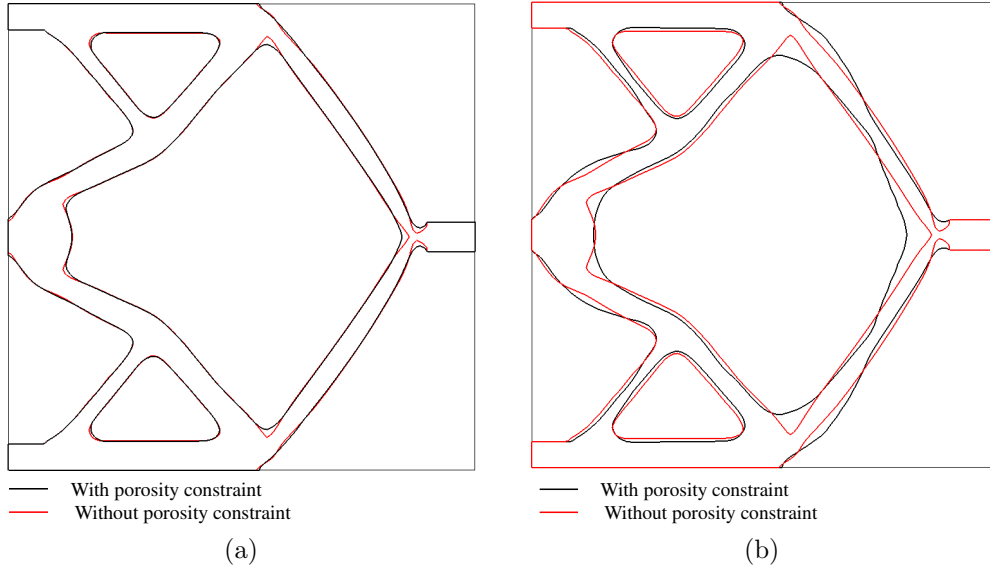 With porosity constraint
Without porosity constraint
(a)
With porosity constraint
Without porosity constraint
(b)